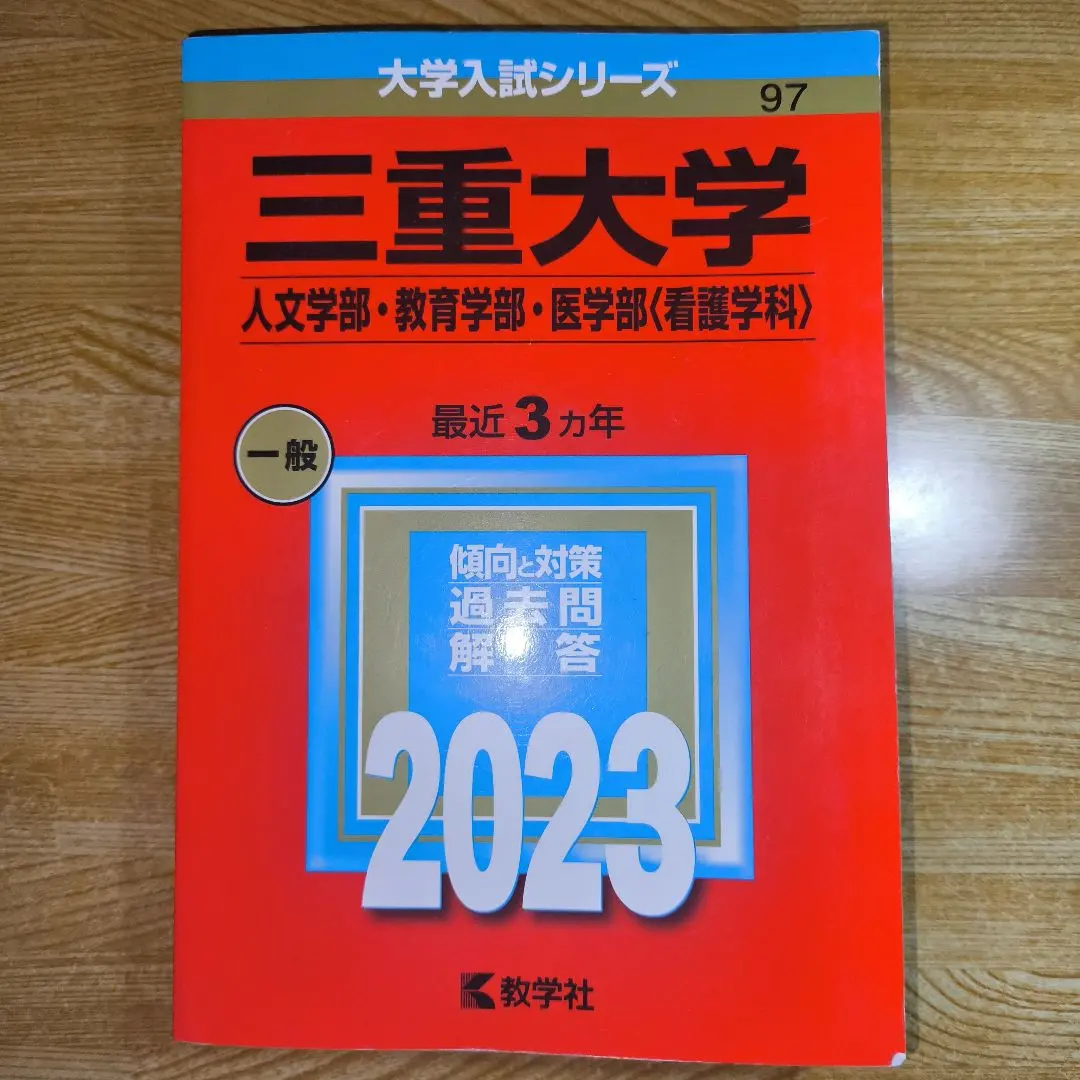 大学入試シリーズ
97
三重大学
人文学部・教育学部・医学部〈看護学科〉
最近3ヵ年
一般
傾向と対策
過去問
解答
2023
教学社